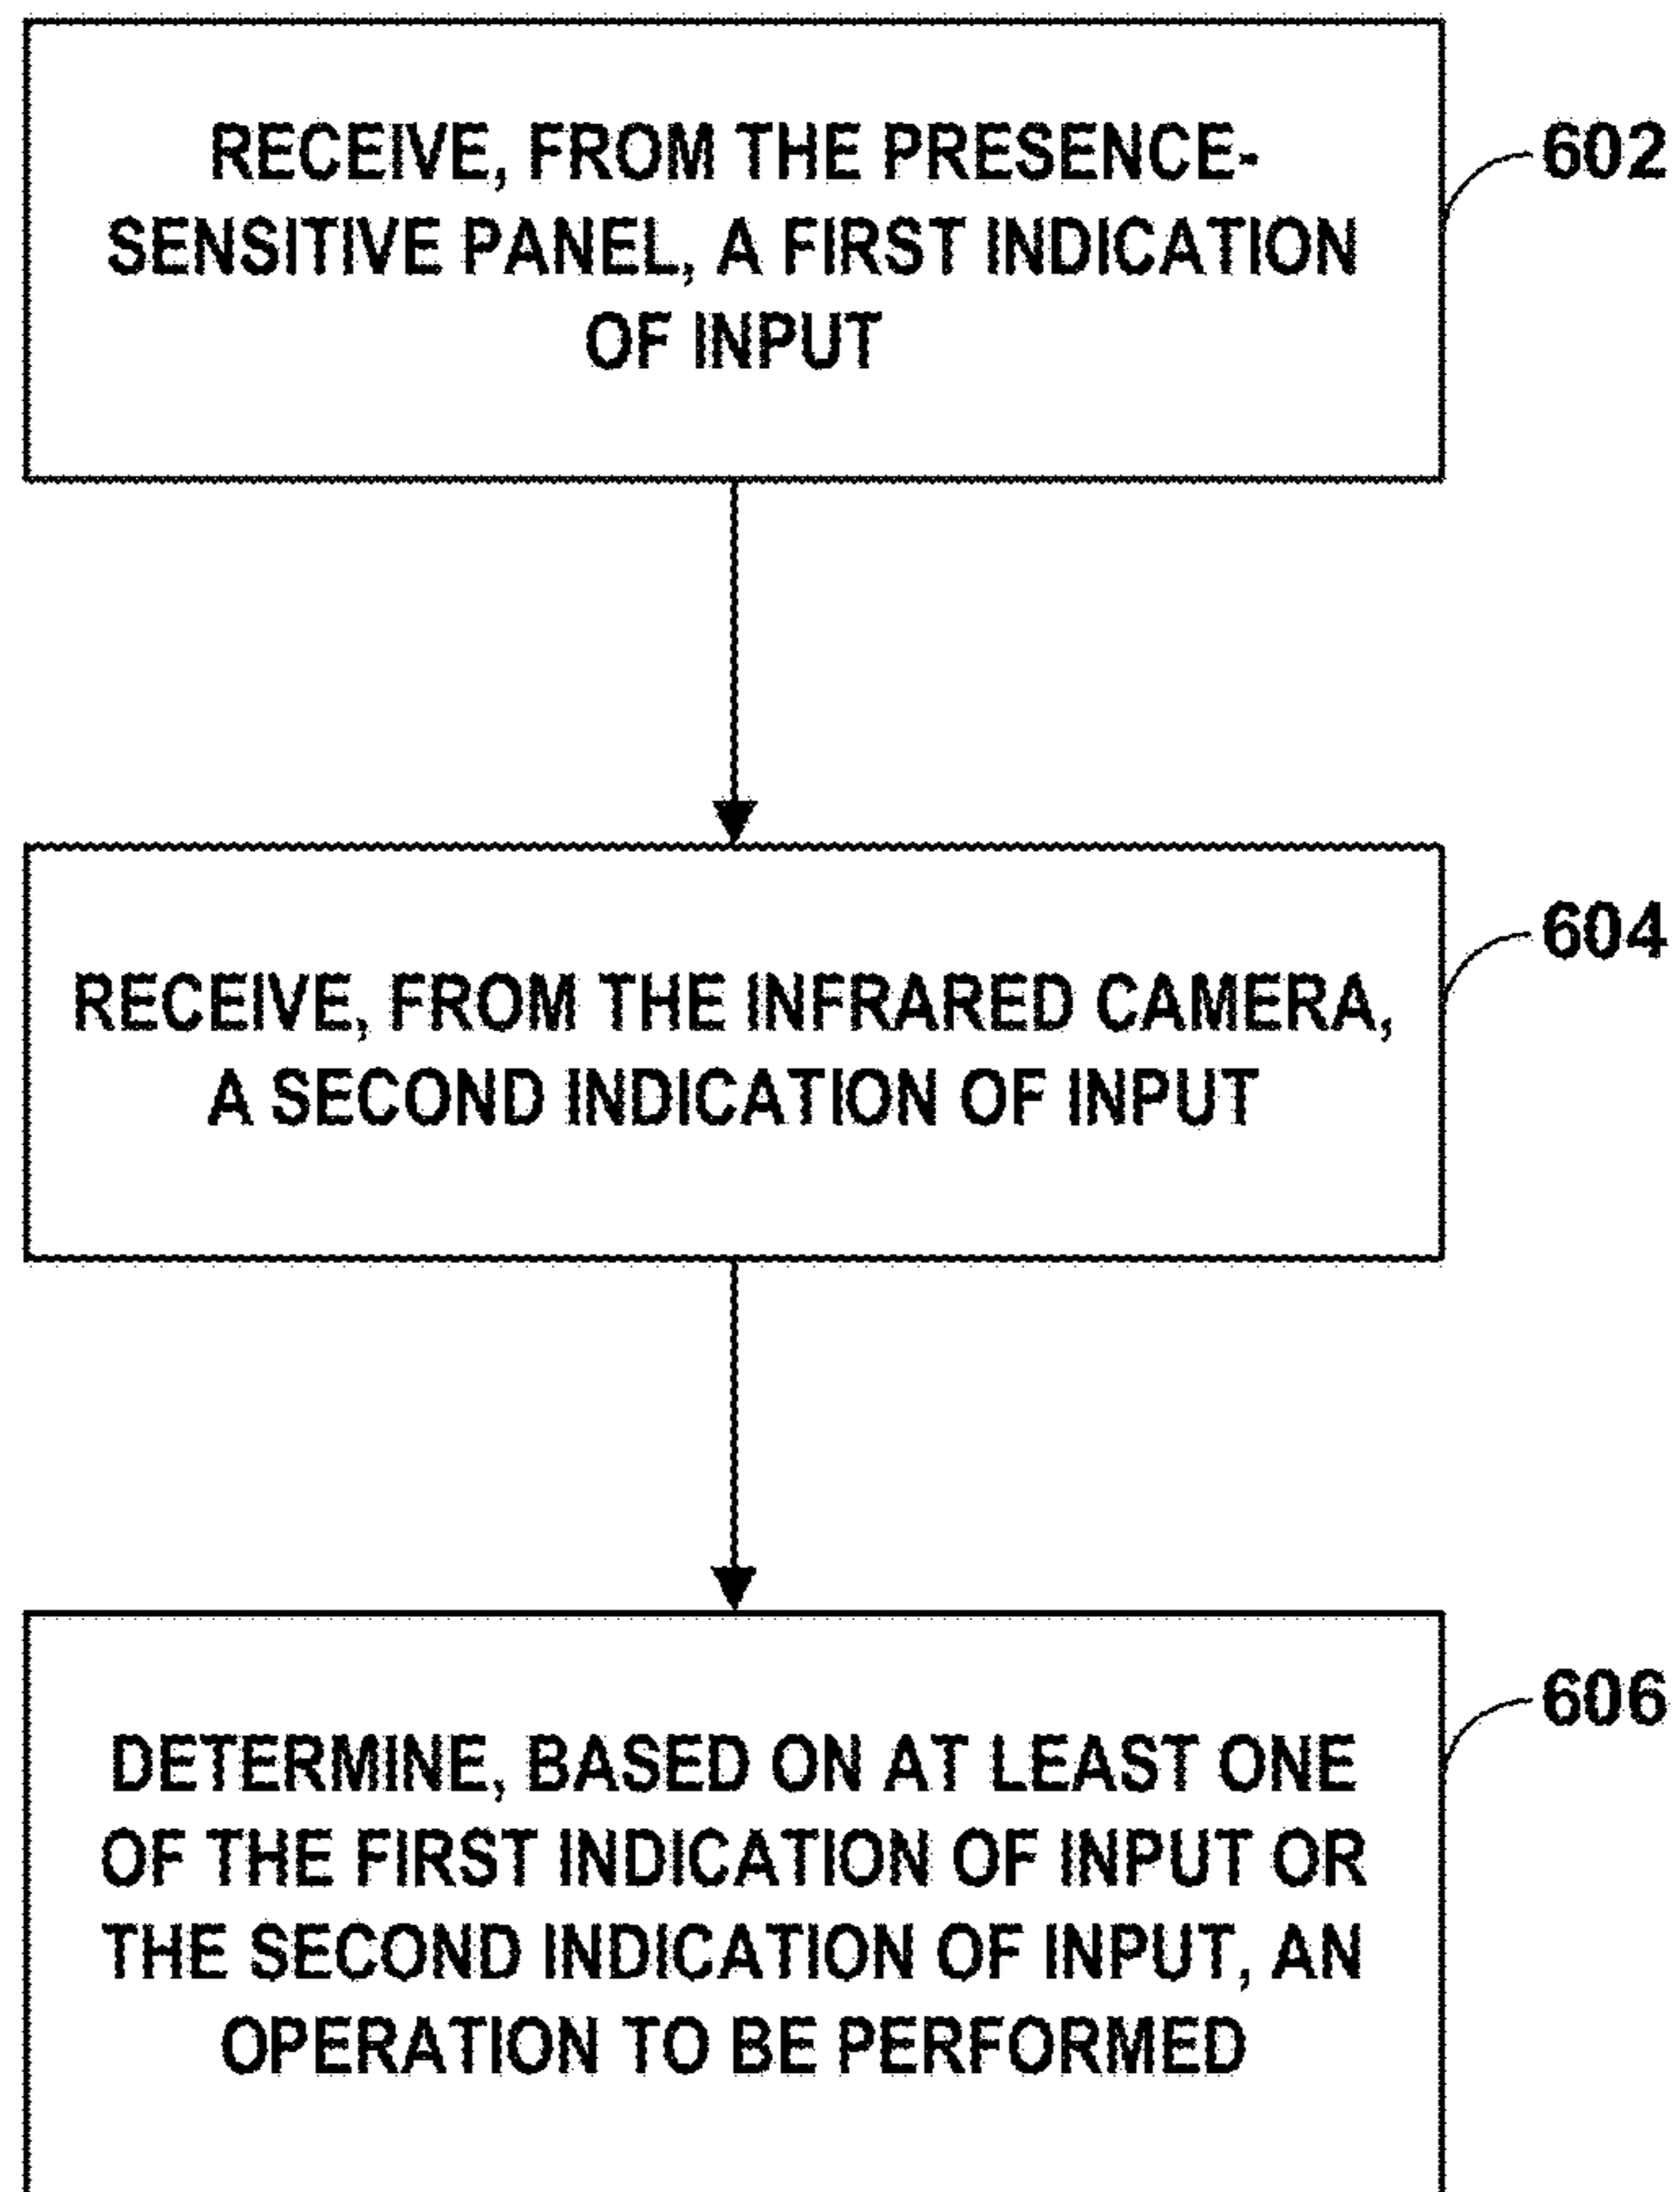 RECEIVE, FROM THE PRESENCE-
SENSITIVE PANEL, A FIRST INDICATION
OF INPUT
602
RECEIVE, FROM THE INFRARED CAMERA,
A SECOND INDICATION OF INPUT
604
DETERMINE, BASED ON AT LEAST ONE
OF THE FIRST INDICATION OF INPUT OR
THE SECOND INDICATION OF INPUT, AN
OPERATION TO BE PERFORMED
606